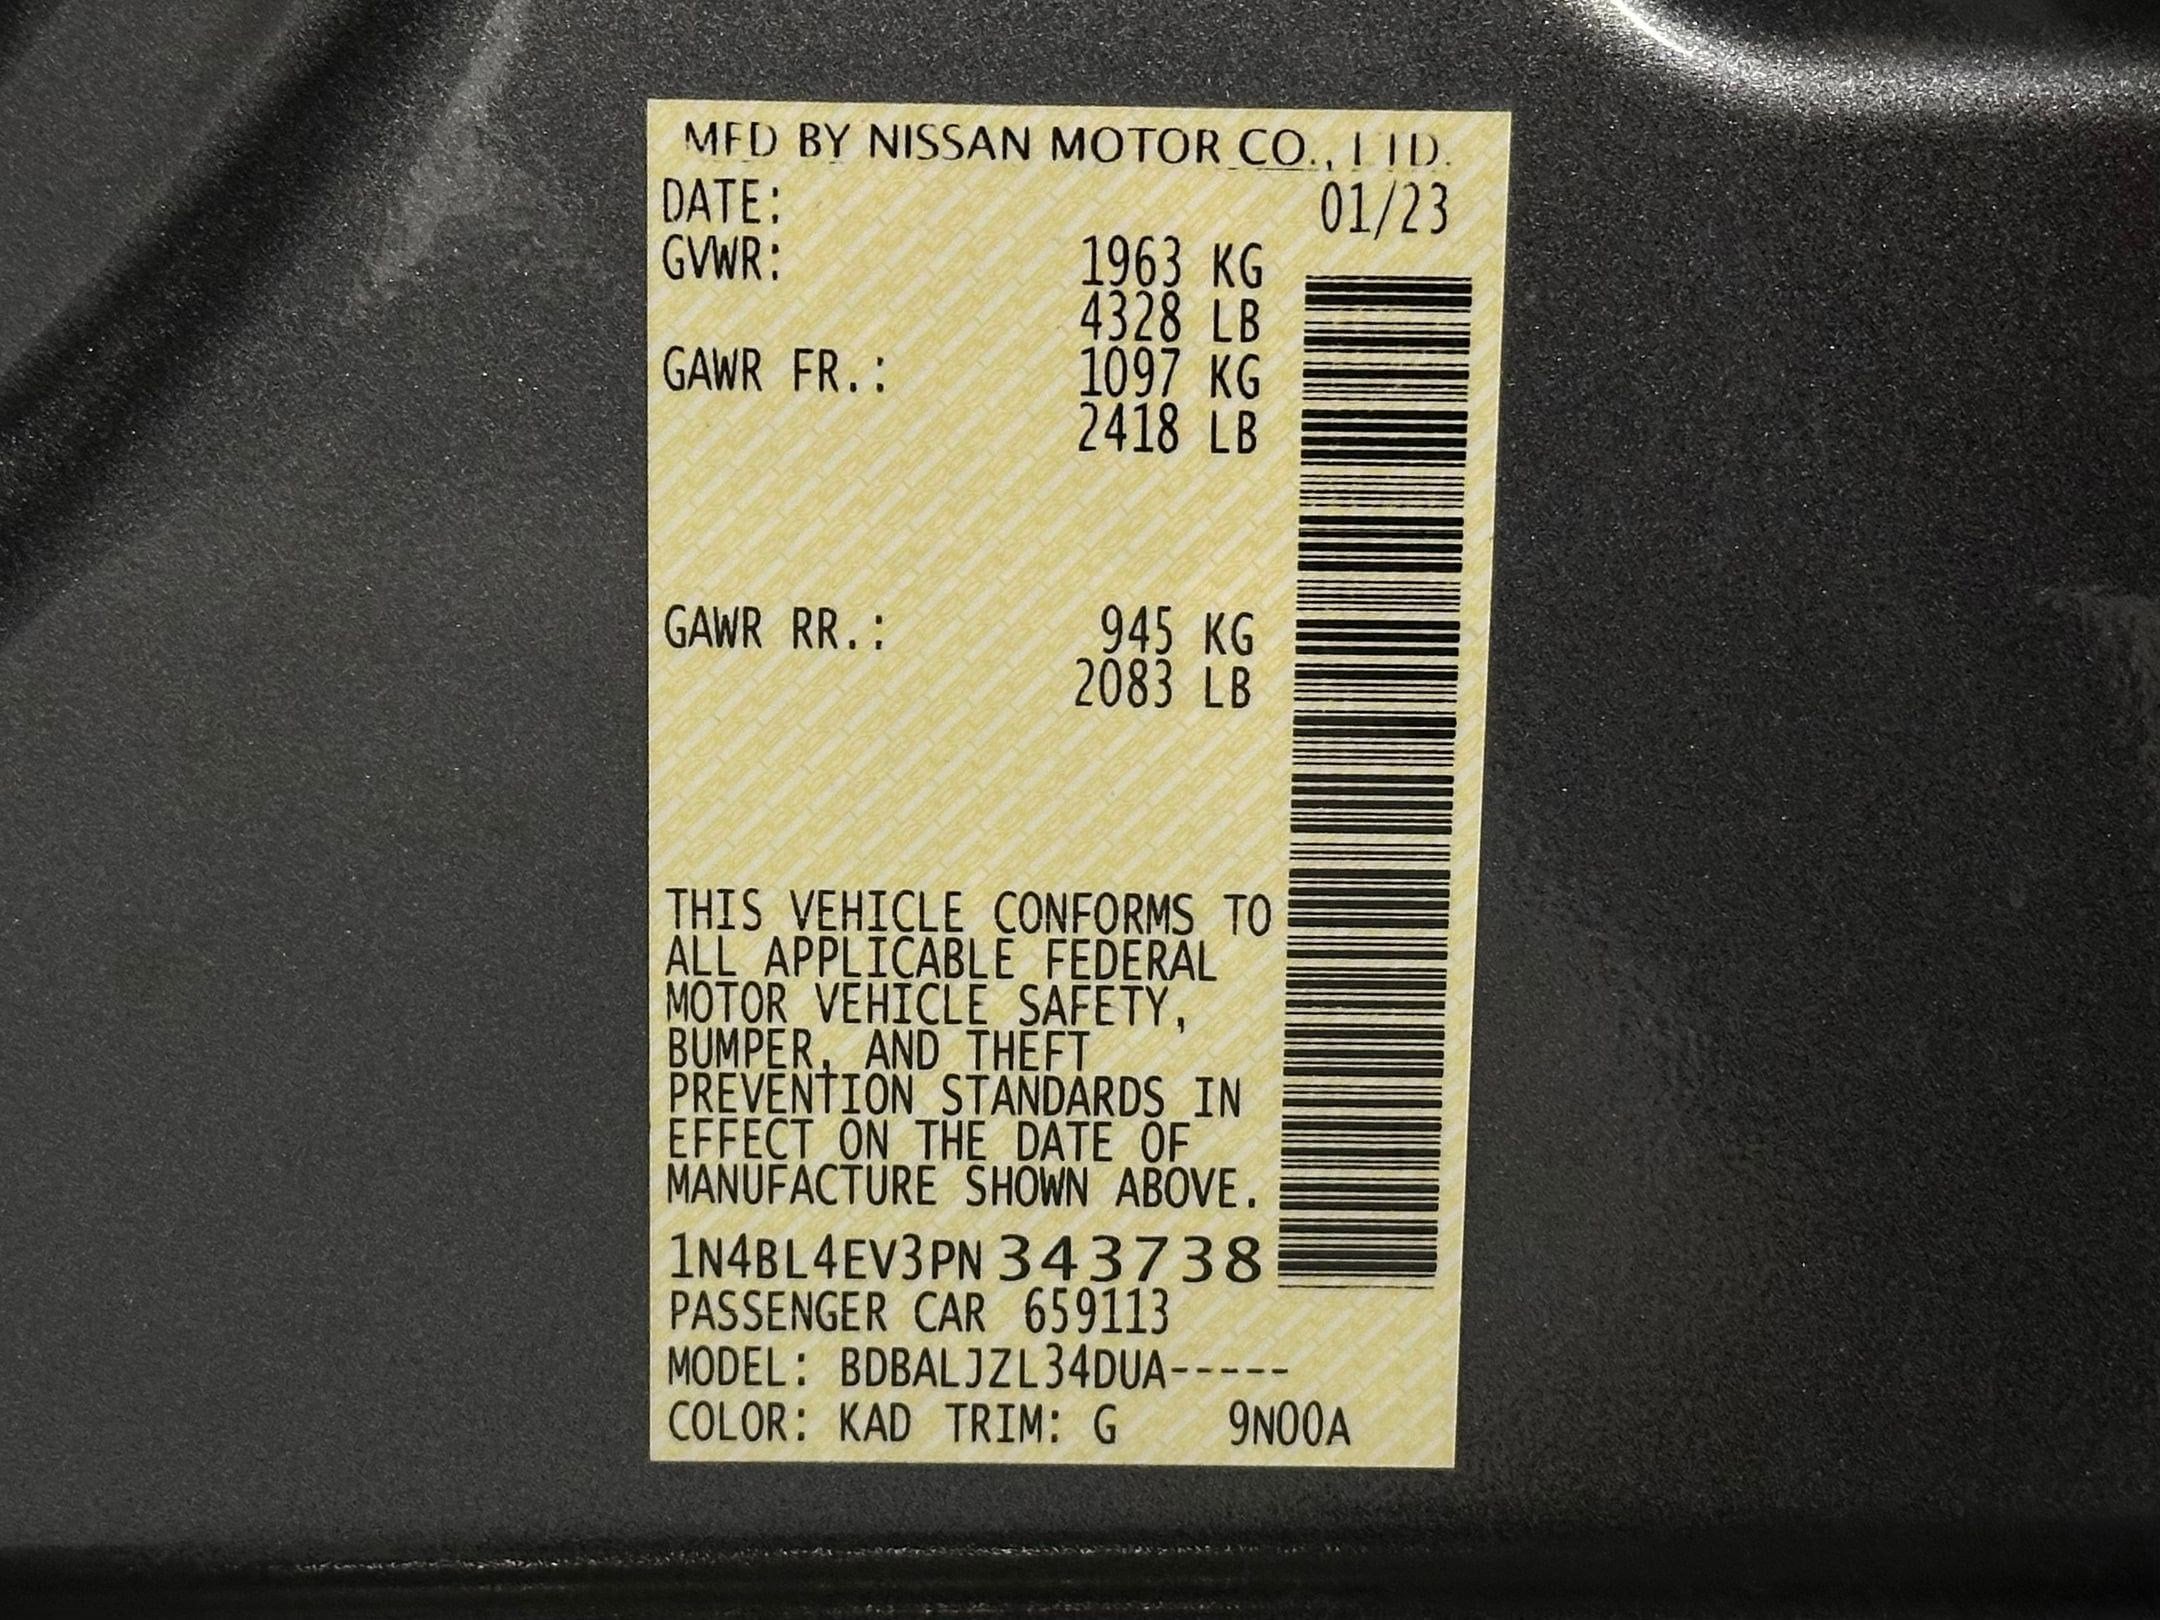 MFD BY NISSAN MOTOR CO., LTD.
DATE: 01/23
GVWR: 1963 KG
4328 LB
GAWR FR.: 1097 KG
2418 LB
GAWR RR.: 945 KG
2083 LB
THIS VEHICLE CONFORMS TO
ALL APPLICABLE FEDERAL
MOTOR VEHICLE SAFETY,
BUMPER, AND THEFT
PREVENTION STANDARDS IN
EFFECT ON THE DATE OF
MANUFACTURE SHOWN ABOVE.
1N4BL4EV3PN343738
PASSENGER CAR 659113
MODEL: BDBALJZL34DUA-----
COLOR: KAD TRIM: G 9N00A